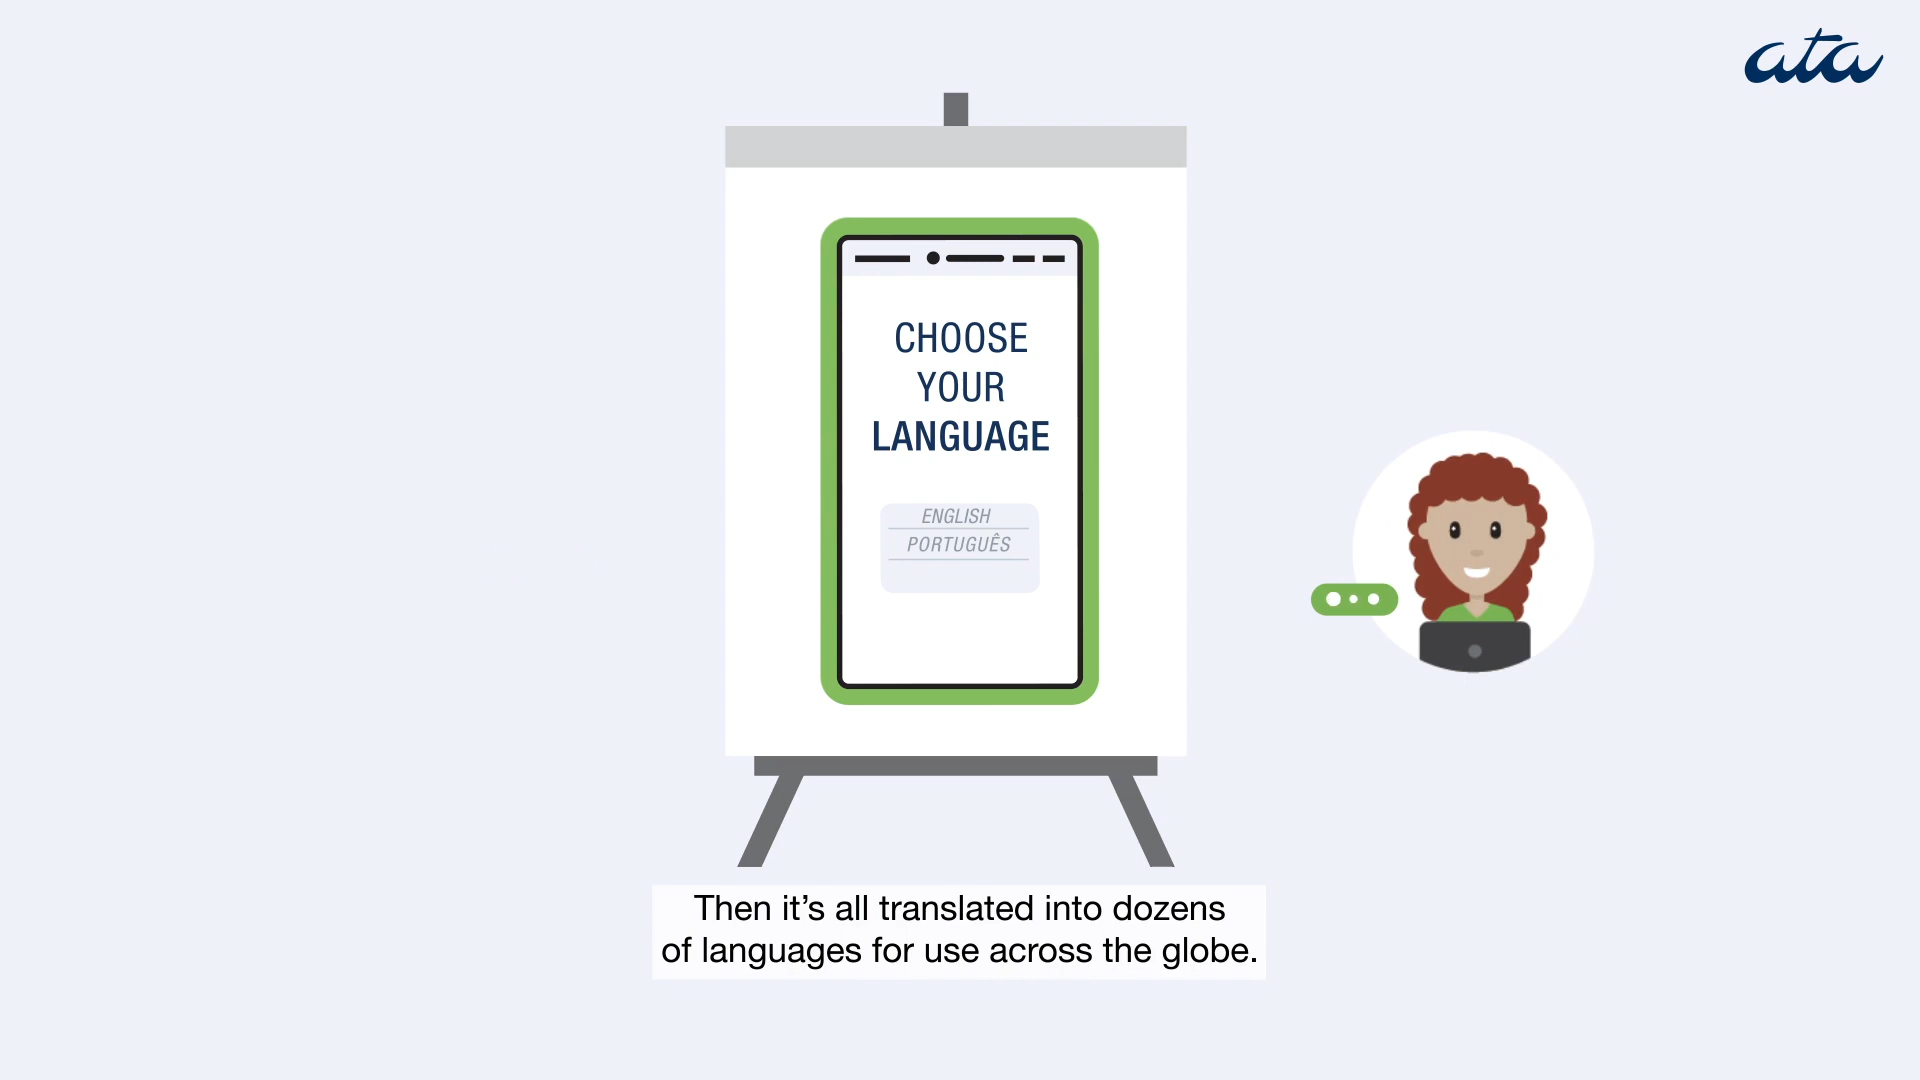 ata
CHOOSE
YOUR
LANGUAGE
ENGLISH
PORTUGUÊS
Then it’s all translated into dozens
of languages for use across the globe.